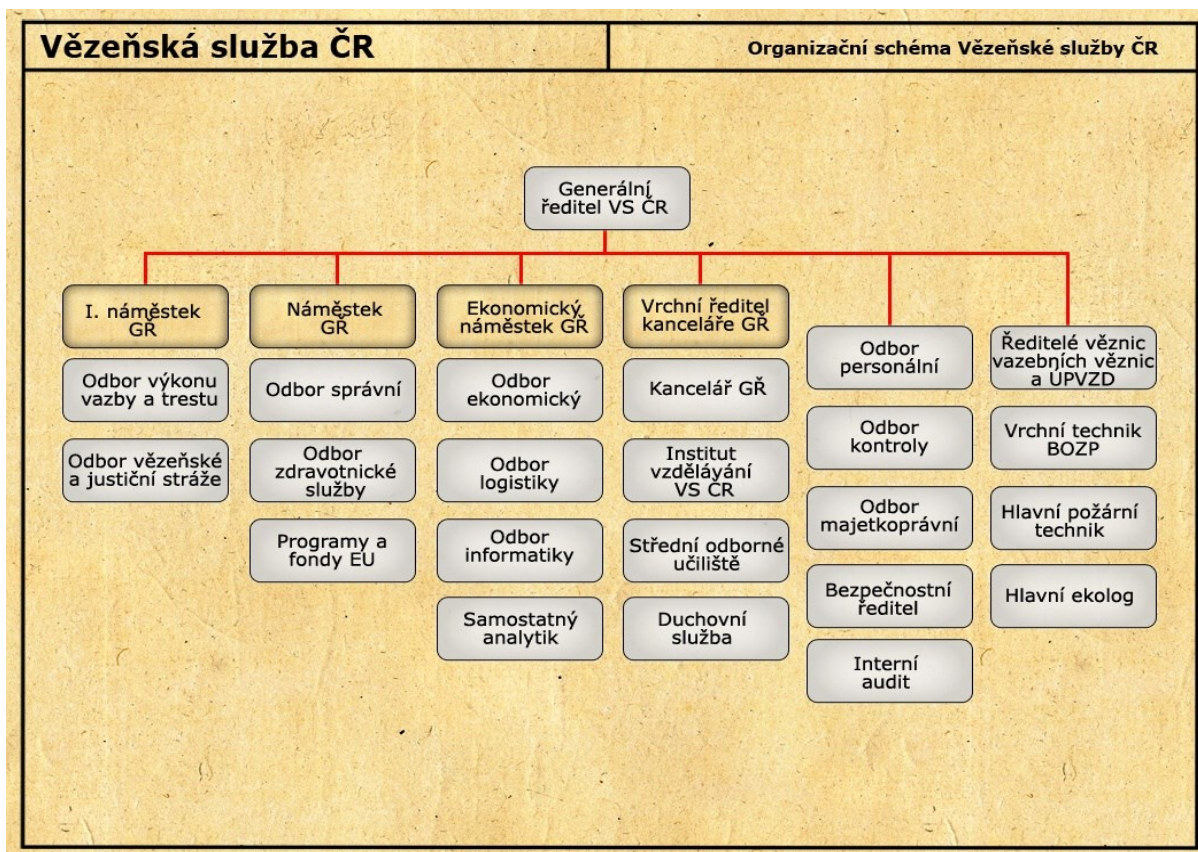 Vězeňská služba ČR
Organizační schéma Vězeňské služby ČR
Generální
ředitel VS ČR
I. náměstek
GŘ
Odbor výkonu
vazby a trestu
Odbor vězeňské
a justiční stráže
Náměstek
GŘ
Odbor správní
Odbor
zdravotnické
služby
Programy a
fondy EU
Ekonomický
náměstek GŘ
Odbor
ekonomický
Odbor
logistiky
Odbor
informatiky
Samostatný
analytik
Vrchní ředitel
kanceláře GŘ
Kancelář GŘ
Institut
vzdělávání
VS ČR
Střední odborné
učiliště
Duchovní
služba
Odbor
personální
Odbor
kontroly
Odbor
majetkoprávní
Bezpečnostní
ředitel
Interní
audit
Ředitelé věznic
vazebních věznic
a ÚPVZD
Vrchní technik
BOZP
Hlavní požární
technik
Hlavní ekolog